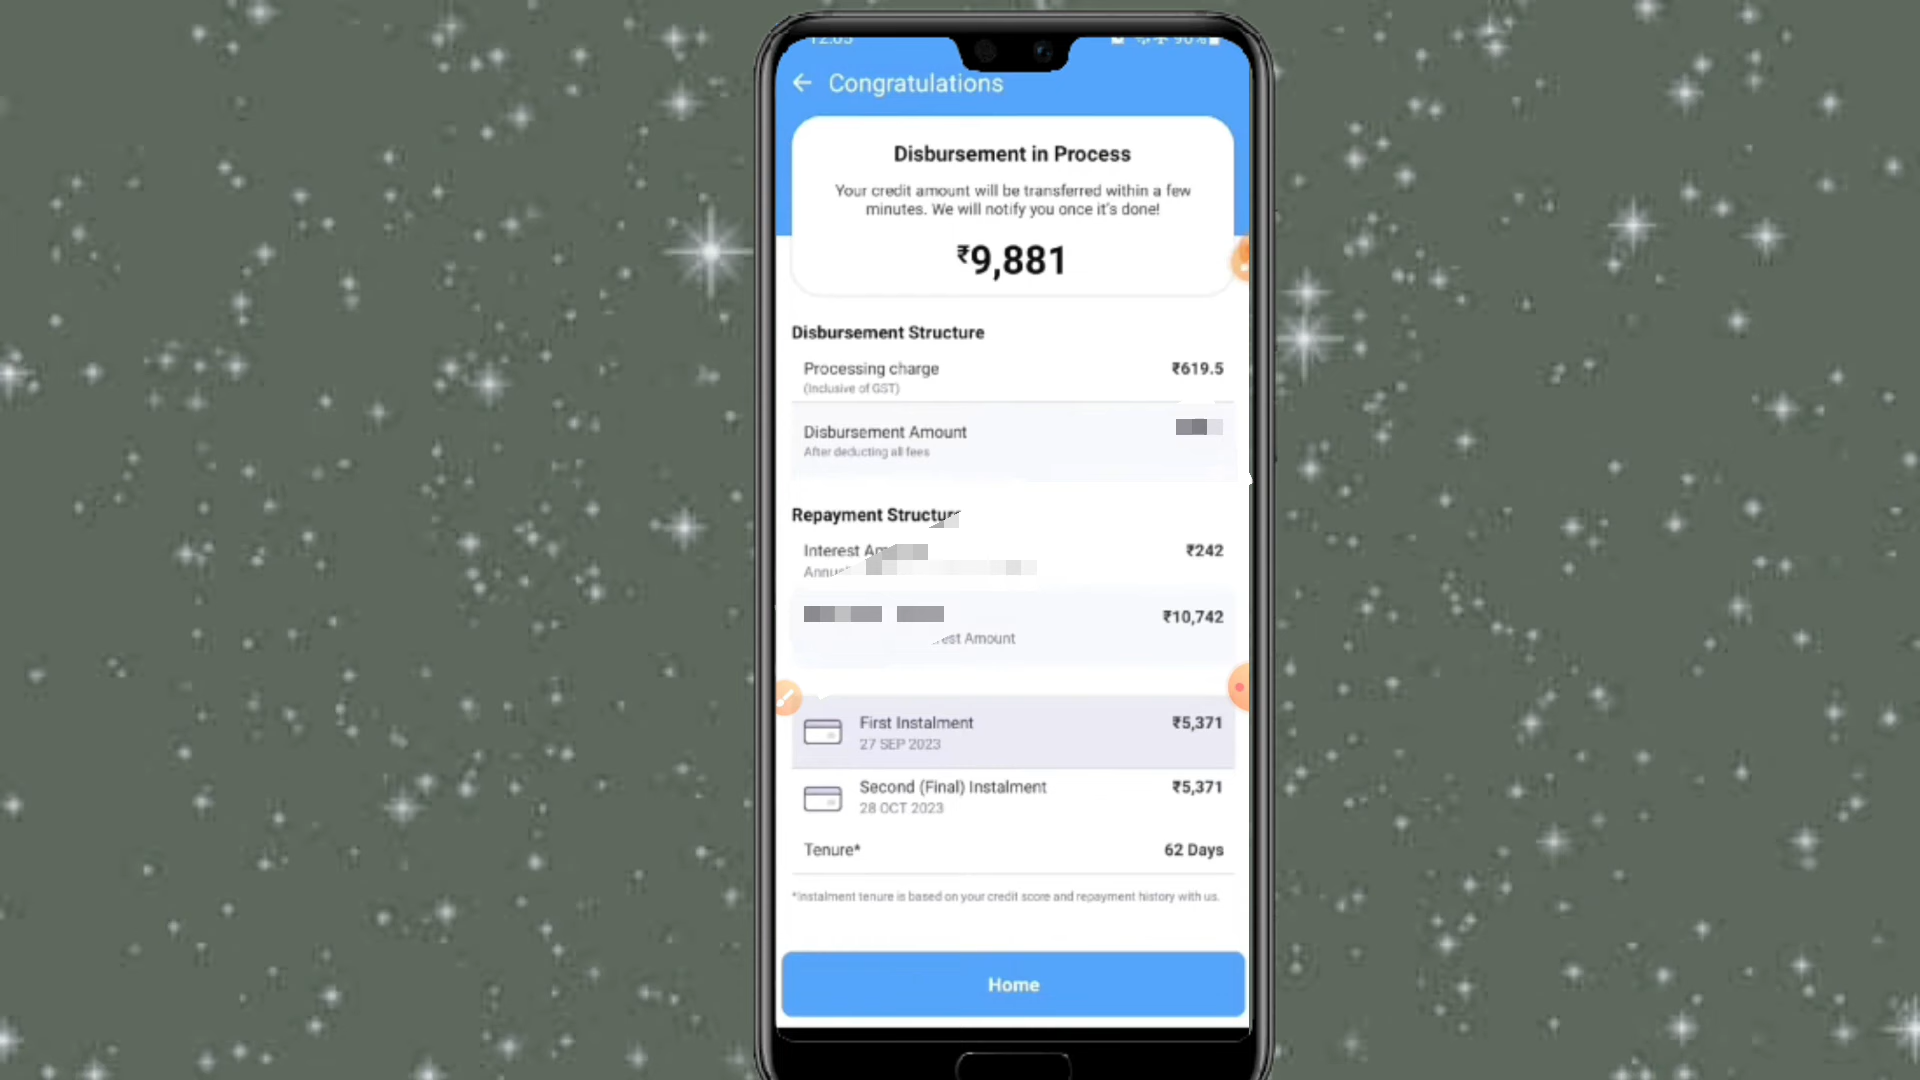 12:05
90%
Congratulations
Disbursement in Process
Your credit amount will be transferred within a few
minutes. We will notify you once it's done!
₹9,881
Disbursement Structure
Processing charge ₹619.5
(Inclusive of GST)
Disbursement Amount
After deducting all fees
Repayment Structure
Interest ₹242
₹10,742
Amount
First Instalment ₹5,371
27 SEP 2023
Second (Final) Instalment ₹5,371
28 OCT 2023
Tenure* 62 Days
*Instalment tenure is based on your credit score and repayment history with us.
Home